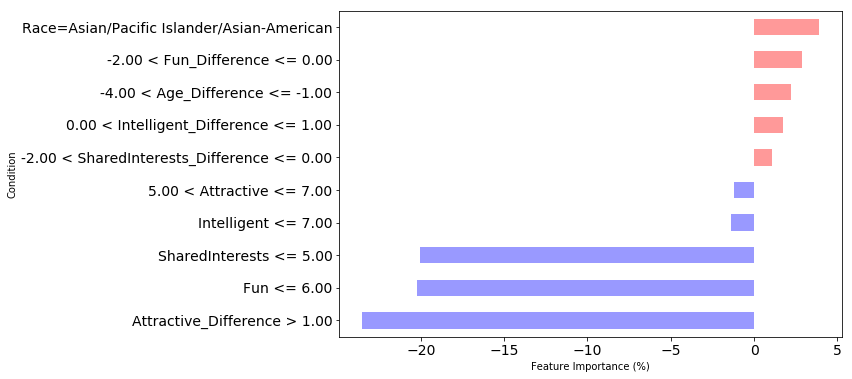 Race=Asian/Pacific Islander/Asian-American
-2.00 < Fun_Difference <= 0.00
-4.00 < Age_Difference <= -1.00
0.00 < Intelligent_Difference <= 1.00
-2.00 < SharedInterests_Difference <= 0.00
5.00 < Attractive <= 7.00
Intelligent <= 7.00
SharedInterests <= 5.00
Fun <= 6.00
Attractive_Difference > 1.00
Condition
−20 −15 −10 −5 0 5
Feature Importance (%)